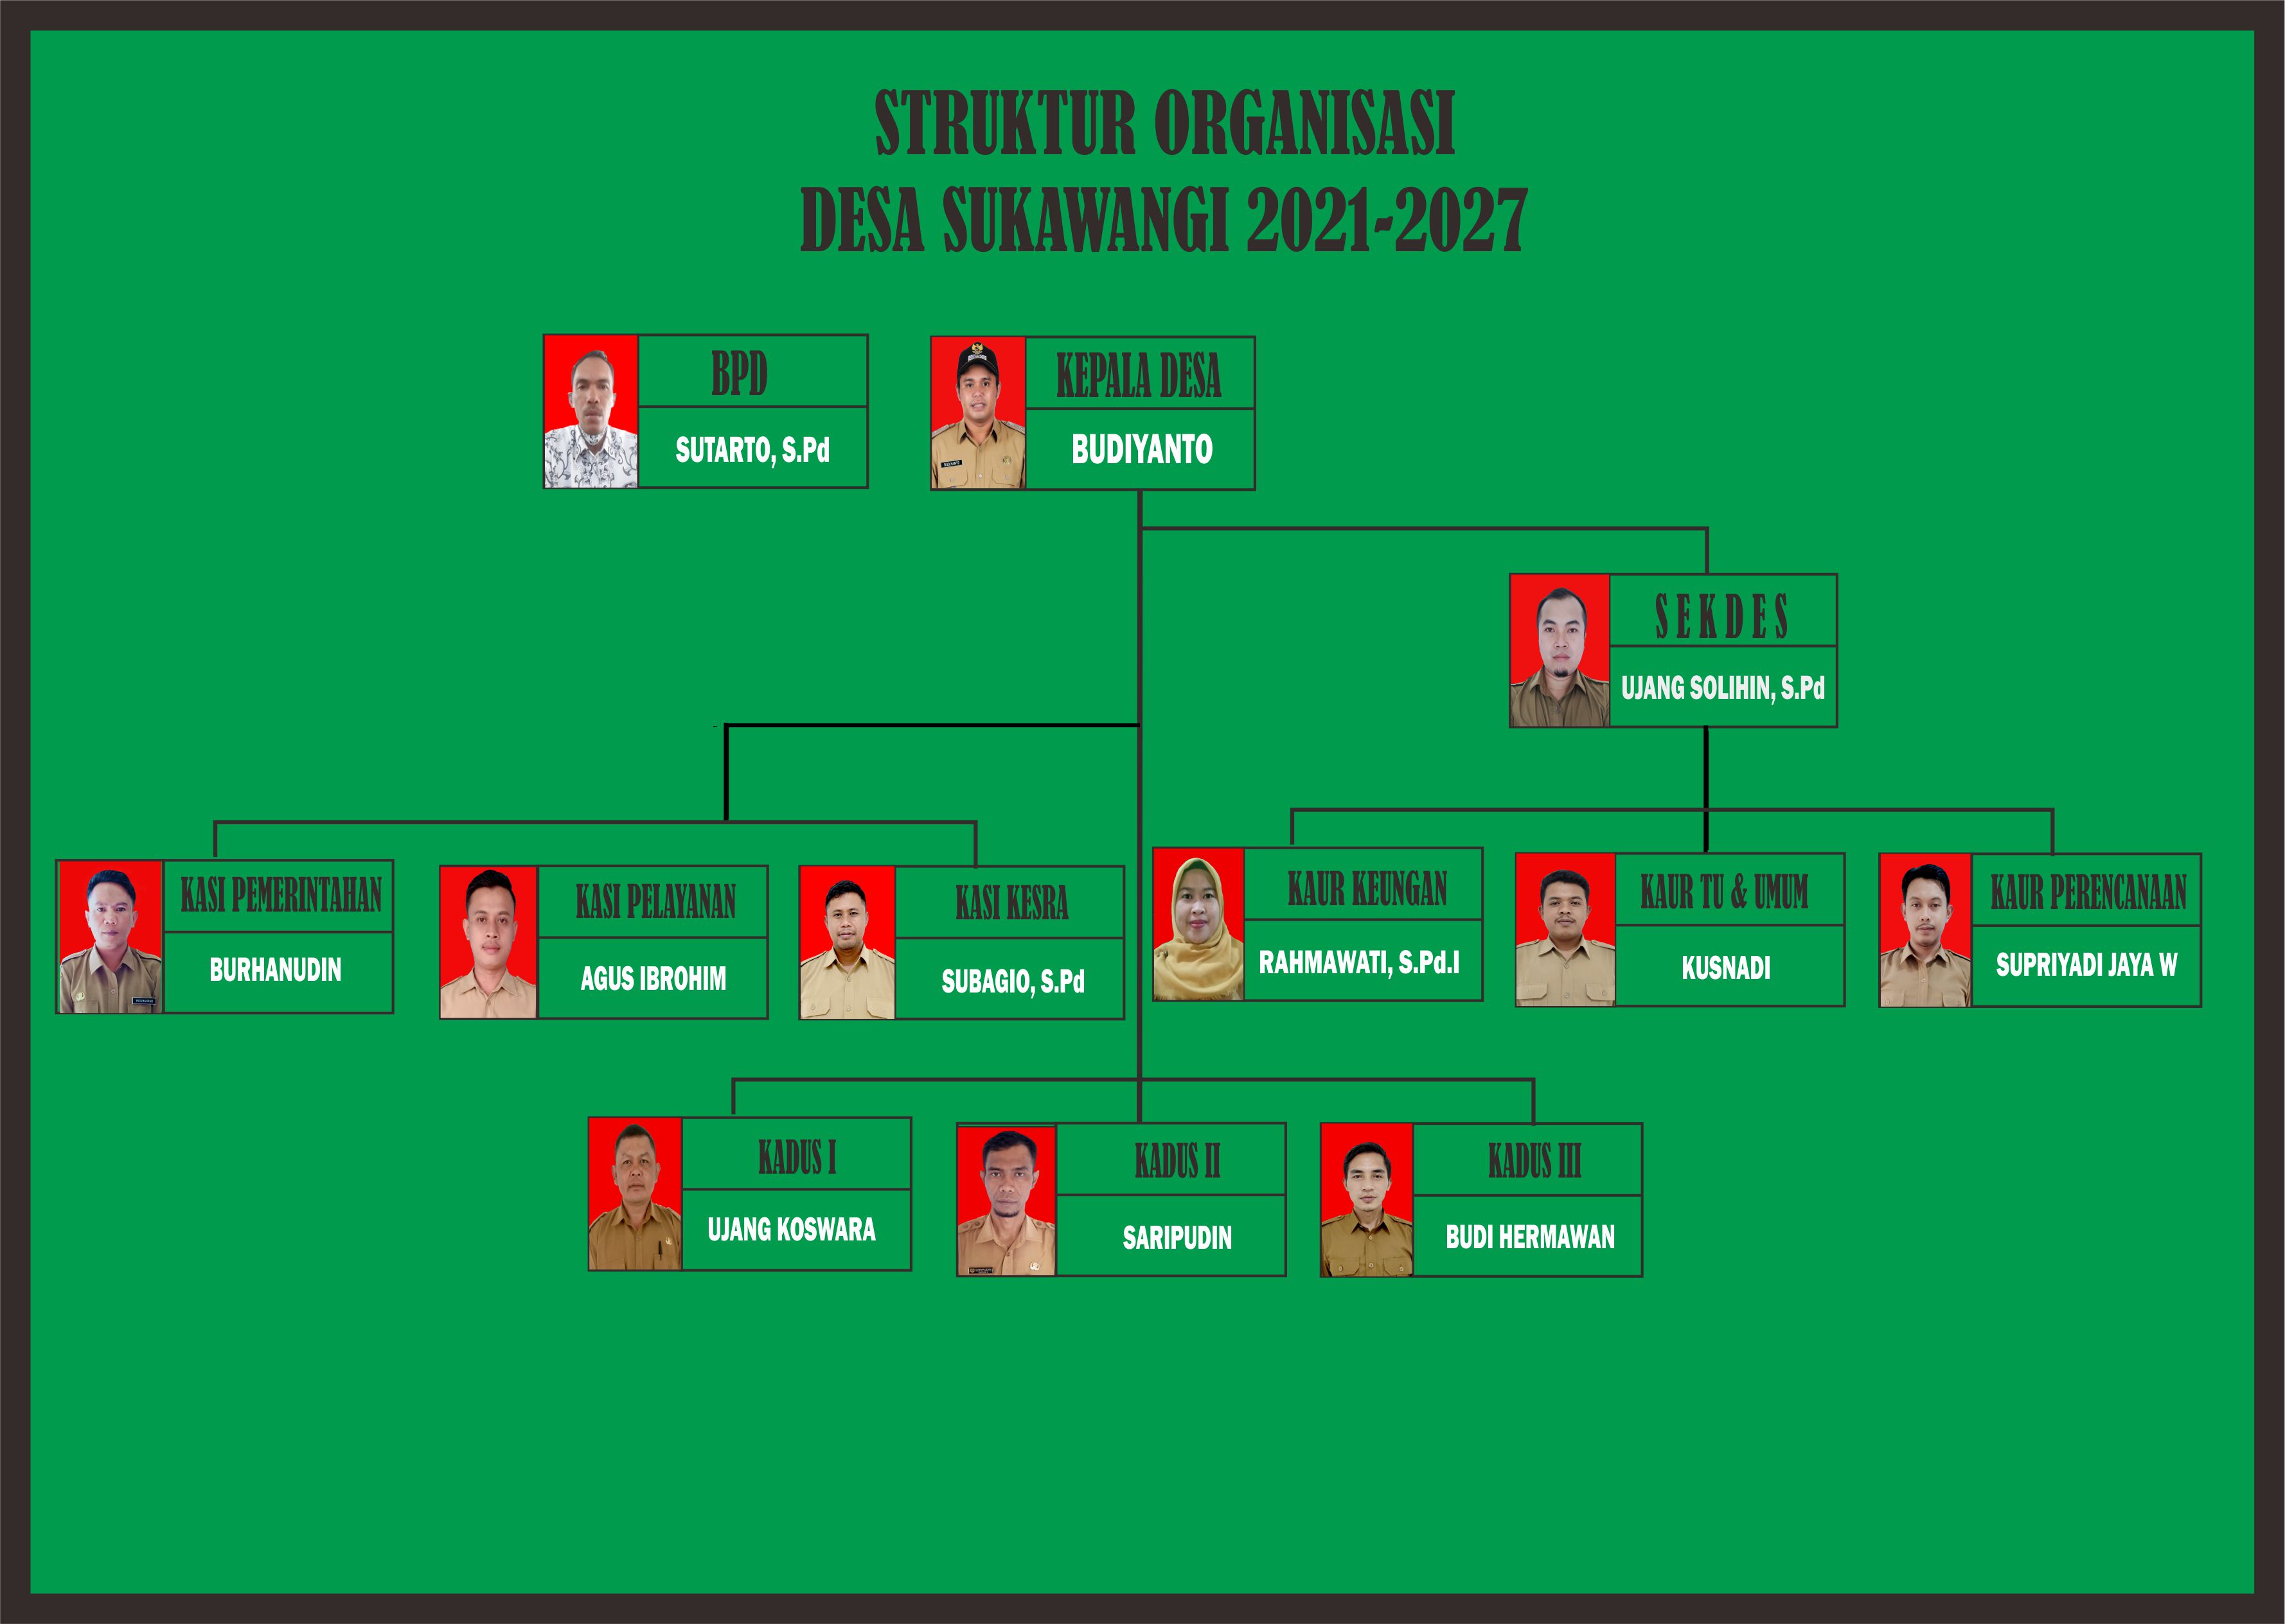 STRUKTUR ORGANISASI
DESA SUKAWANGI 2021-2027
BPD
SUTARTO, S.Pd
KEPALA DESA
BUDIYANTO
SEKDES
UJANG SOLIHIN, S.Pd
KASI PEMERINTAHAN
BURHANUDIN
KASI PELAYANAN
AGUS IBROHIM
KASI KESRA
SUBAGIO, S.Pd
KAUR KEUNGAN
RAHMAWATI, S.Pd.I
KAUR TU & UMUM
KUSNADI
KAUR PERENCANAAN
SUPRIYADI JAYA W
KADUS I
UJANG KOSWARA
KADUS II
SARIPUDIN
KADUS III
BUDI HERMAWAN